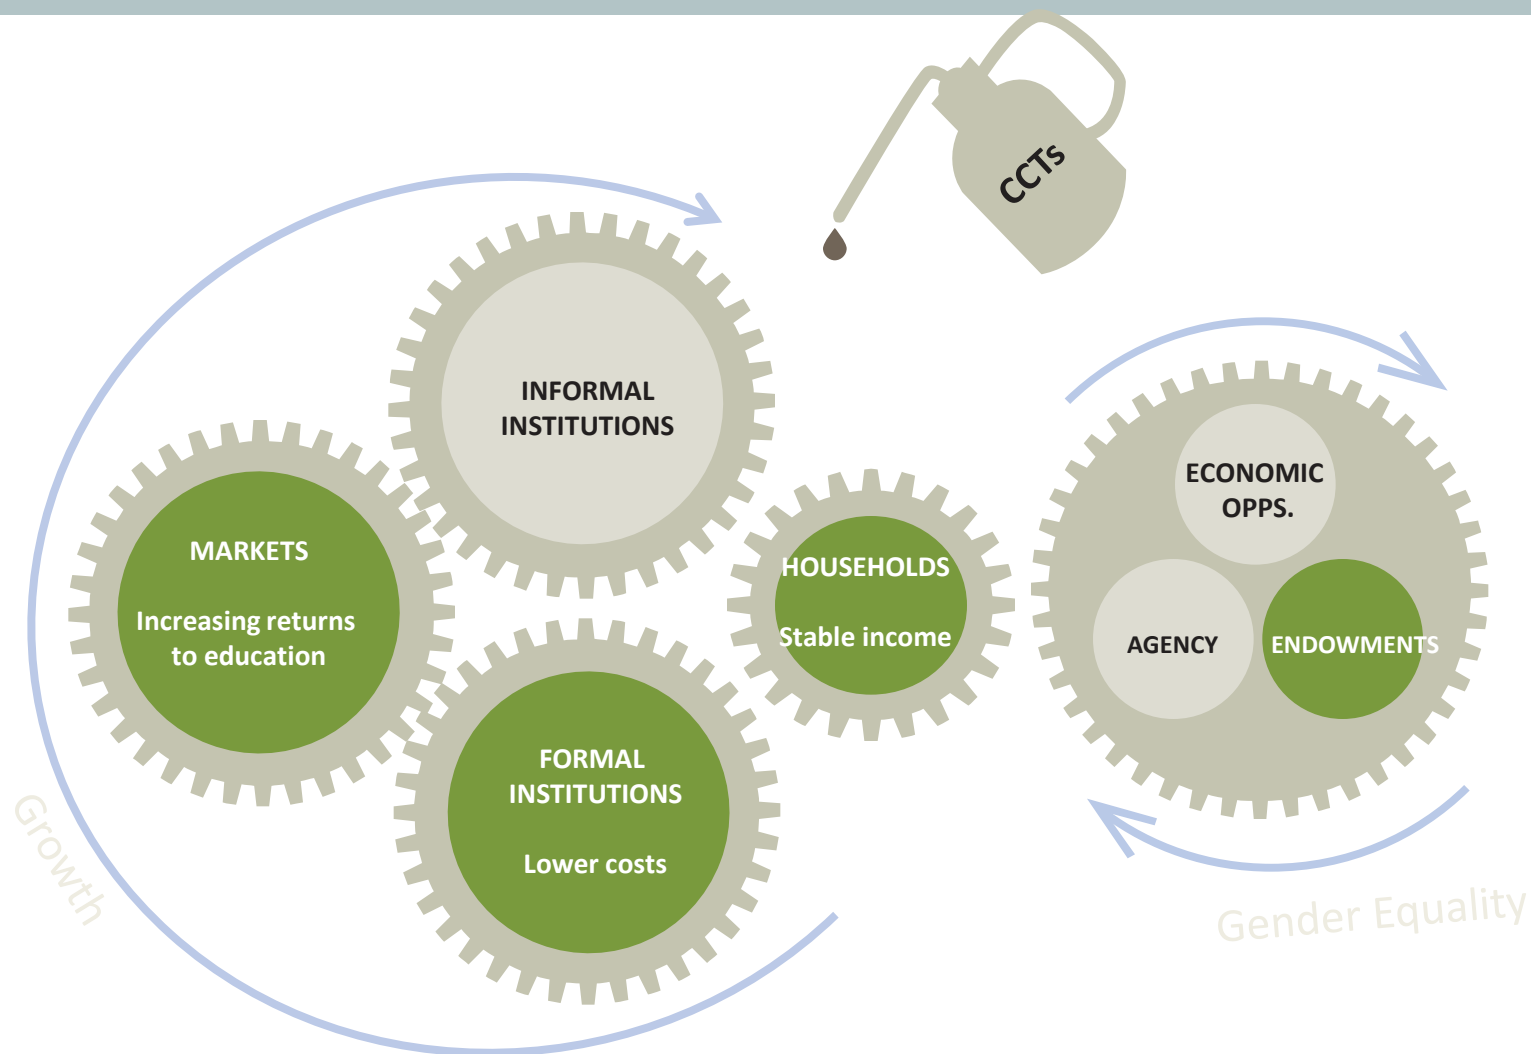 CCTs
INFORMAL
INSTITUTIONS
ECONOMIC
OPPS.
MARKETS
Increasing returns
to education
HOUSEHOLDS
Stable income
AGENCY
ENDOWMENTS
FORMAL
INSTITUTIONS
Lower costs
Growth
Gender Equality